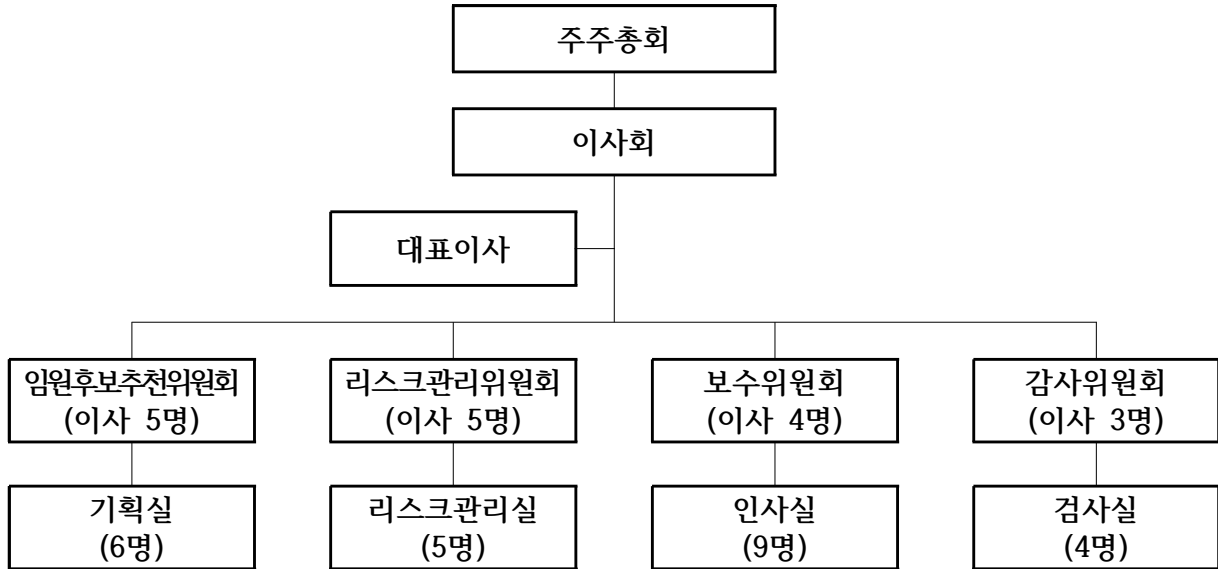 주주총회
이사회
대표이사
임원후보추천위원회
(이사 5명)
리스크관리위원회
(이사 5명)
보수위원회
(이사 4명)
감사위원회
(이사 3명)
기획실
(6명)
리스크관리실
(5명)
인사실
(9명)
검사실
(4명)